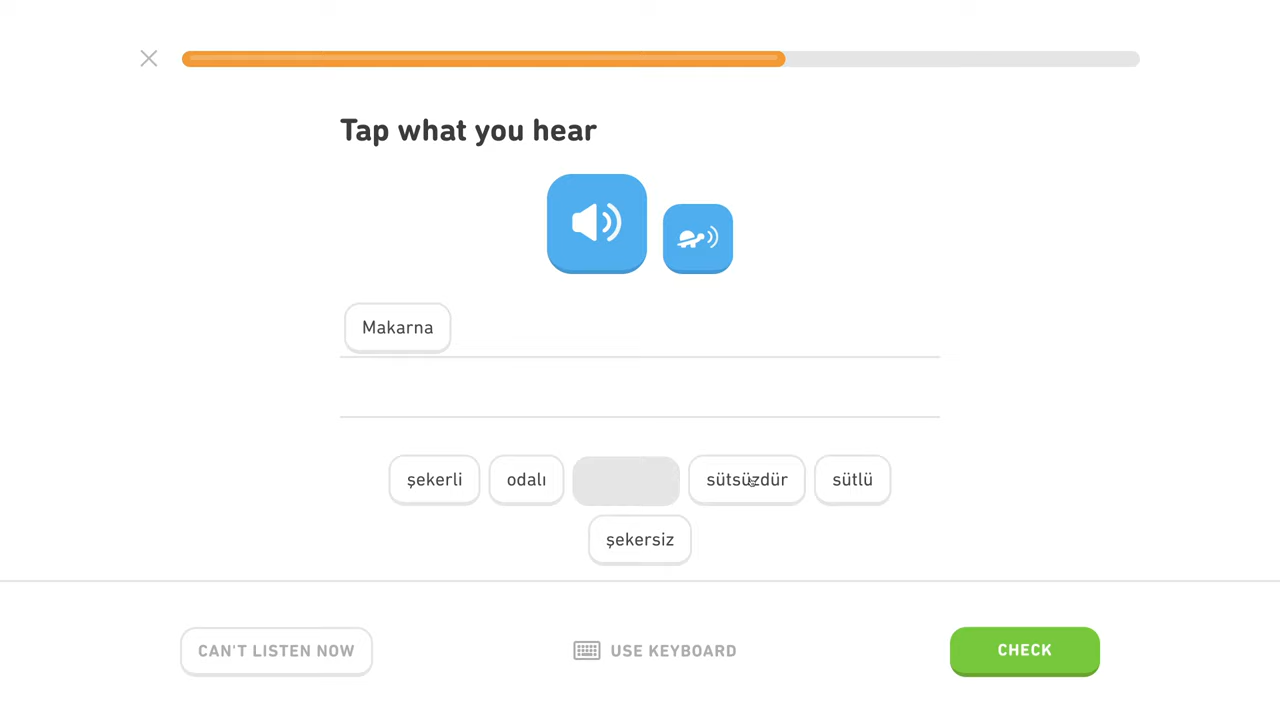 Tap what you hear
Makarna
şekerli odalı sütsüzdür sütlü
şekersiz
CAN'T LISTEN NOW USE KEYBOARD CHECK